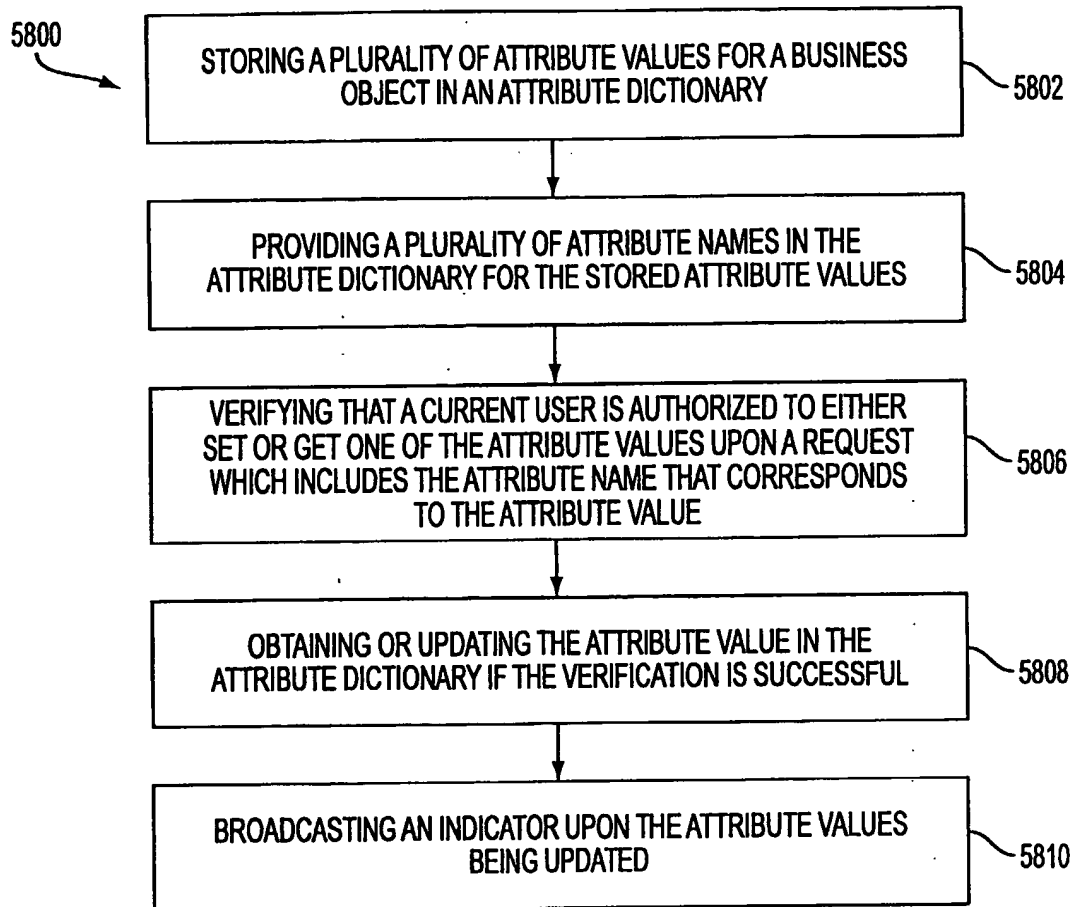 5800
STORING A PLURALITY OF ATTRIBUTE VALUES FOR A BUSINESS
OBJECT IN AN ATTRIBUTE DICTIONARY
5802
PROVIDING A PLURALITY OF ATTRIBUTE NAMES IN THE
ATTRIBUTE DICTIONARY FOR THE STORED ATTRIBUTE VALUES
5804
VERIFYING THAT A CURRENT USER IS AUTHORIZED TO EITHER
SET OR GET ONE OF THE ATTRIBUTE VALUES UPON A REQUEST
WHICH INCLUDES THE ATTRIBUTE NAME THAT CORRESPONDS
TO THE ATTRIBUTE VALUE
5806
OBTAINING OR UPDATING THE ATTRIBUTE VALUE IN THE
ATTRIBUTE DICTIONARY IF THE VERIFICATION IS SUCCESSFUL
5808
BROADCASTING AN INDICATOR UPON THE ATTRIBUTE VALUES
BEING UPDATED
5810